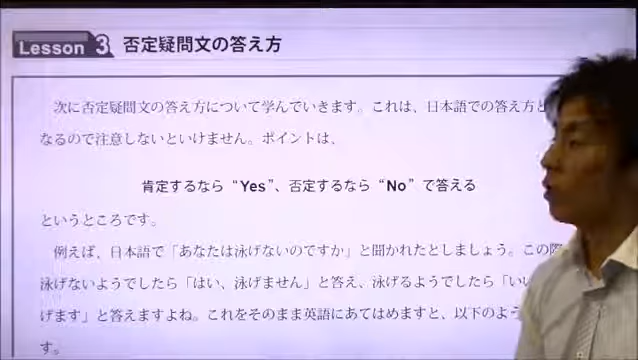 Lesson 3 否定疑問文の答え方
次に否定疑問文の答え方について学んでいきます。これは、日本語での答え方と
なるので注意しないといけません。ポイントは、
肯定するなら“Yes”、否定するなら“No”で答える
というところです。
例えば、日本語で「あなたは泳げないのですか」と聞かれたとしましょう。この際
泳げないようでしたら「はい、泳げません」と答え、泳げるようでしたら「いい
げます」と答えますよね。これをそのまま英語にあてはめますと、以下のよう
す。